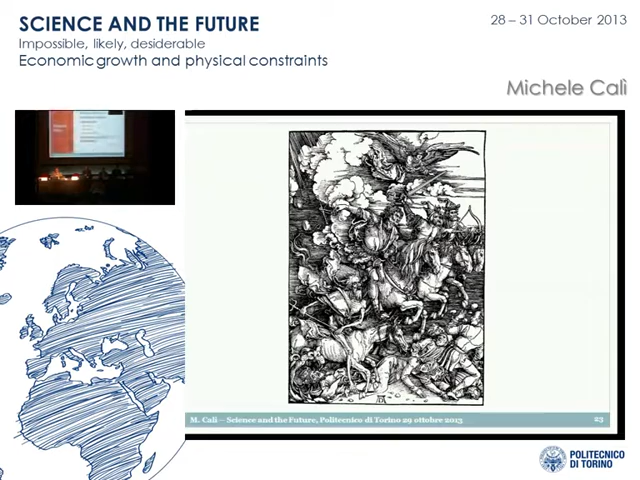 SCIENCE AND THE FUTURE
Impossible, likely, desiderable
Economic growth and physical constraints
28 – 31 October 2013
Michele Calì
M. Calì – Science and the Future, Politecnico di Torino 29 ottobre 2013
23
POLITECNICO
DI TORINO